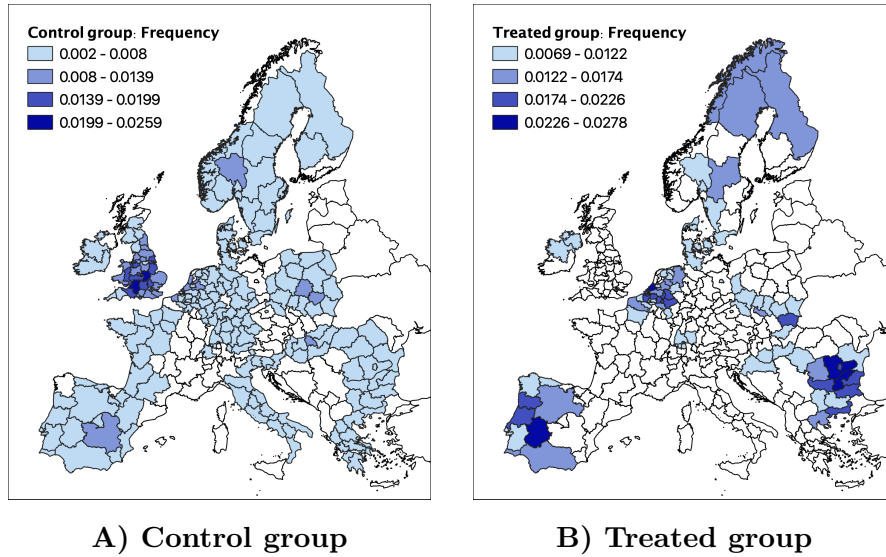 Control group: Frequency
0.002 – 0.008
0.008 – 0.0139
0.0139 – 0.0199
0.0199 – 0.0259
Treated group: Frequency
0.0069 – 0.0122
0.0122 – 0.0174
0.0174 – 0.0226
0.0226 – 0.0278
A) Control group
B) Treated group